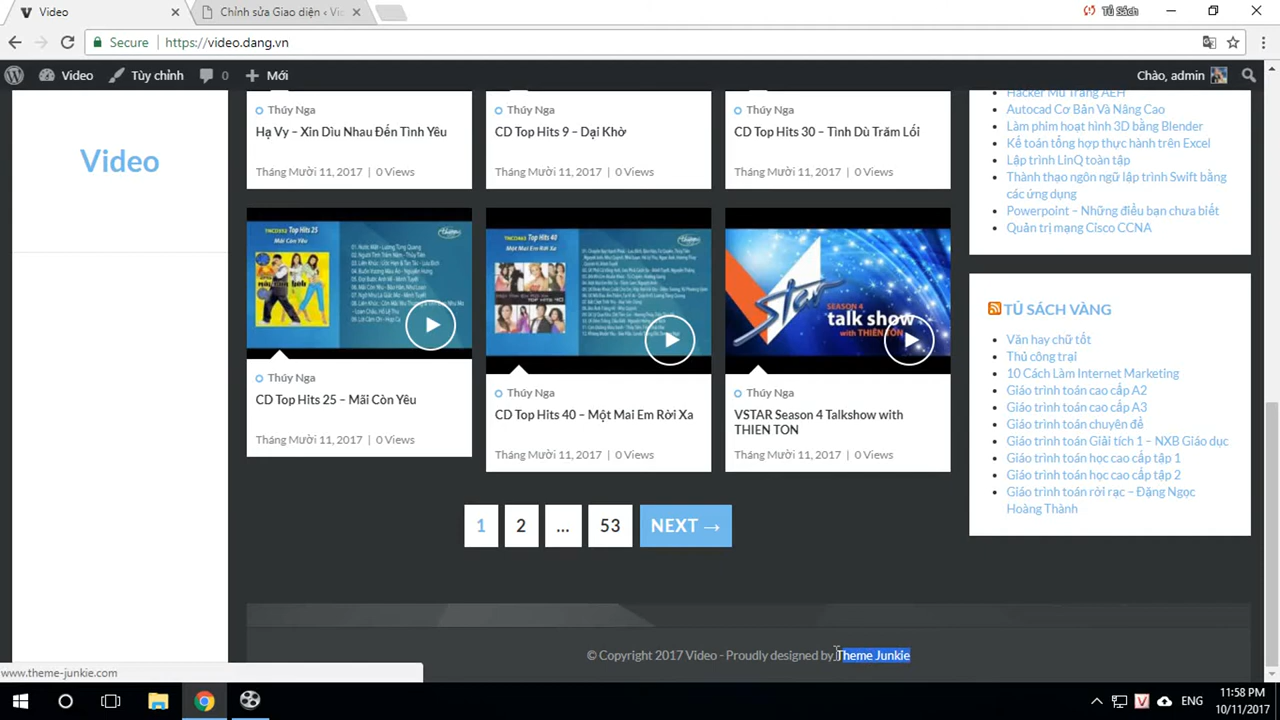 Video
Chỉnh sửa Giao diện ‹ Vi
Tủ Sách
Secure
https://video.dang.vn
Video
Tùy chỉnh
0
Mới
Chào, admin
Video
Thúy Nga
Hạ Vy – Xin Dìu Nhau Đến Tình Yêu
Tháng Mười 11, 2017 | 0 Views
Thúy Nga
CD Top Hits 9 – Dại Khờ
Tháng Mười 11, 2017 | 0 Views
Thúy Nga
CD Top Hits 30 – Tình Dù Trăm Lối
Tháng Mười 11, 2017 | 0 Views
Top Hits 25
Mãi Còn Yêu
Thúy Nga
CD Top Hits 25 – Mãi Còn Yêu
Tháng Mười 11, 2017 | 0 Views
Top Hits 40
Một Mai Em Rời Xa
Thúy Nga
CD Top Hits 40 – Một Mai Em Rời Xa
Tháng Mười 11, 2017 | 0 Views
SEASON 4
talk show
with THIÊN TÔN
Thúy Nga
VSTAR Season 4 Talkshow with
THIEN TON
Tháng Mười 11, 2017 | 0 Views
1
2
...
53
NEXT →
Hacker Mũ Trắng AEH
Autocad Cơ Bản Và Nâng Cao
Làm phim hoạt hình 3D bằng Blender
Kế toán tổng hợp thực hành trên Excel
Lập trình LinQ toàn tập
Thành thạo ngôn ngữ lập trình Swift bằng
các ứng dụng
Powerpoint – Những điều bạn chưa biết
Quản trị mạng Cisco CCNA
TỦ SÁCH VÀNG
Văn hay chữ tốt
Thủ công trại
10 Cách Làm Internet Marketing
Giáo trình toán cao cấp A2
Giáo trình toán cao cấp A3
Giáo trình toán chuyên đề
Giáo trình toán Giải tích 1 – NXB Giáo dục
Giáo trình toán học cao cấp tập 1
Giáo trình toán học cao cấp tập 2
Giáo trình toán rời rạc – Đặng Ngọc
Hoàng Thành
© Copyright 2017 Video - Proudly designed by Theme Junkie
www.theme-junkie.com
ENG
11:58 PM
10/11/2017